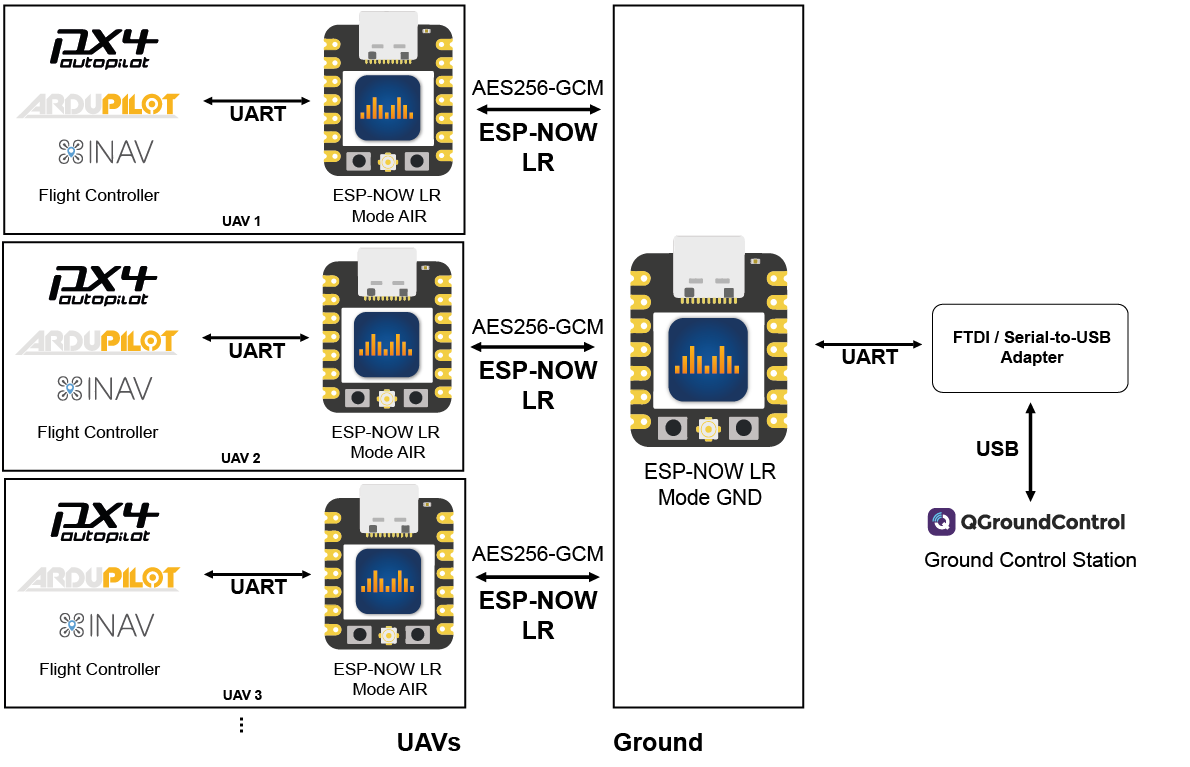 px4
autopilot
ARDUPILOT
INAV
Flight Controller
UART
ESP-NOW LR
Mode AIR
UAV 1
AES256-GCM
ESP-NOW
LR
px4
autopilot
ARDUPILOT
INAV
Flight Controller
UART
ESP-NOW LR
Mode AIR
UAV 2
AES256-GCM
ESP-NOW
LR
px4
autopilot
ARDUPILOT
INAV
Flight Controller
UART
ESP-NOW LR
Mode AIR
UAV 3
AES256-GCM
ESP-NOW
LR
⋮
UAVs
ESP-NOW LR
Mode GND
Ground
UART
FTDI / Serial-to-USB
Adapter
USB
QGroundControl
Ground Control Station